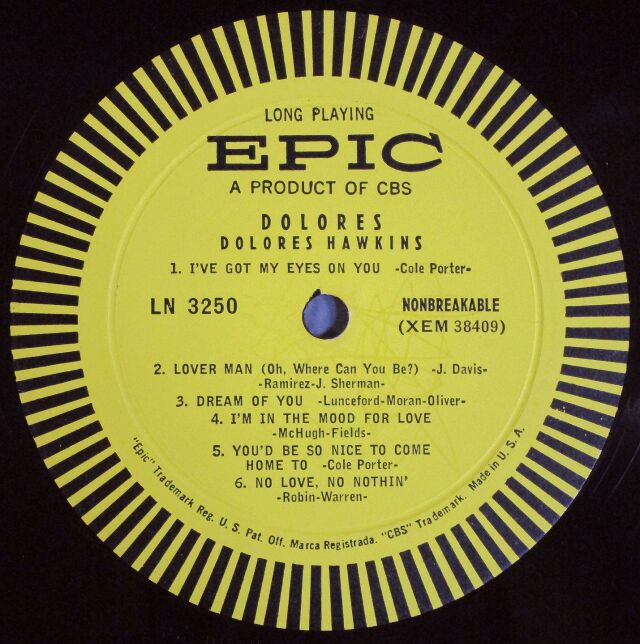 LONG PLAYING
EPIC
A PRODUCT OF CBS
DOLORES
DOLORES HAWKINS
1. I'VE GOT MY EYES ON YOU -Cole Porter-
LN 3250 NONBREAKABLE
(XEM 38409)
2. LOVER MAN (Oh, Where Can You Be?) -J. Davis-
-Ramirez-J. Sherman-
3. DREAM OF YOU -Lunceford-Moran-Oliver-
4. I'M IN THE MOOD FOR LOVE
-McHugh-Fields-
5. YOU'D BE SO NICE TO COME
HOME TO -Cole Porter-
6. NO LOVE, NO NOTHIN'
-Robin-Warren-
"Epic" Trademark Reg. U. S. Pat. Off. Marca Registrada. "CBS" Trademark. Made in U. S. A.